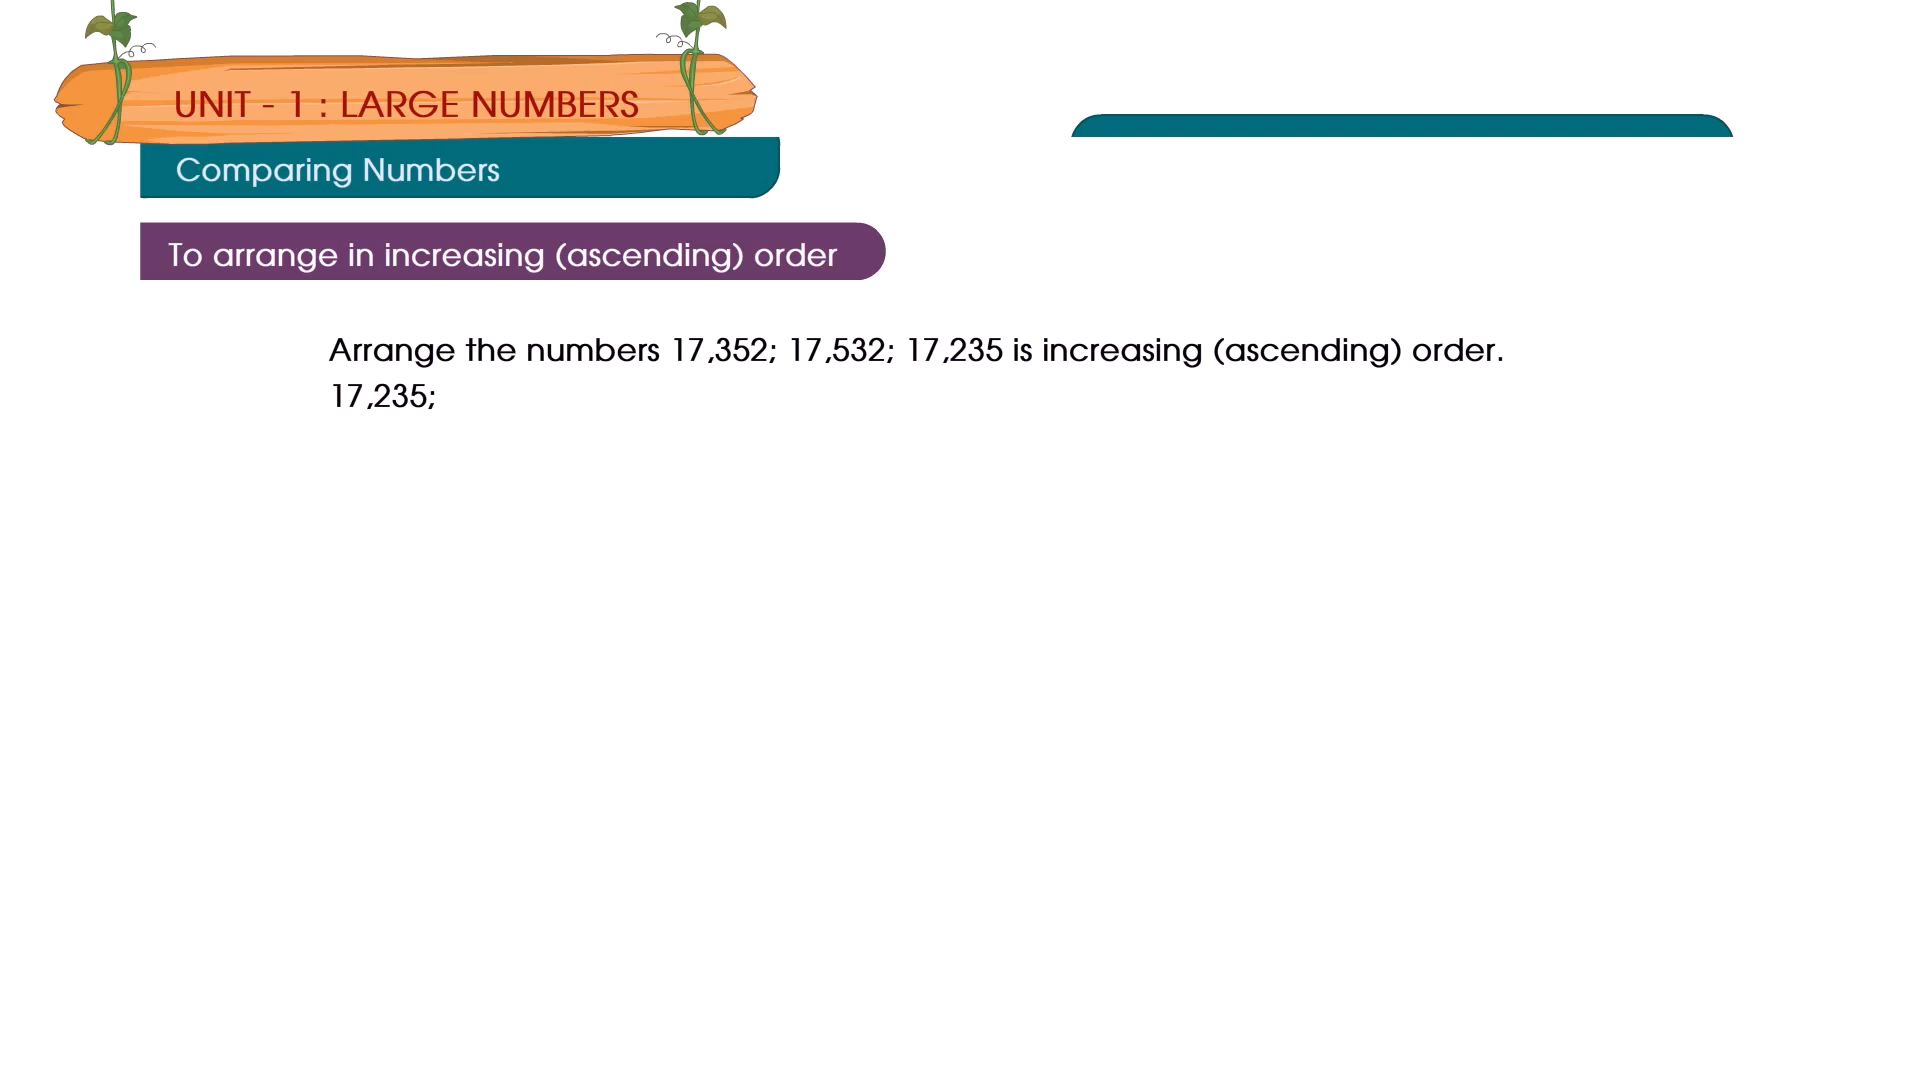 UNIT - 1 : LARGE NUMBERS
Comparing Numbers
To arrange in increasing (ascending) order
Arrange the numbers 17,352; 17,532; 17,235 is increasing (ascending) order.
17,235;